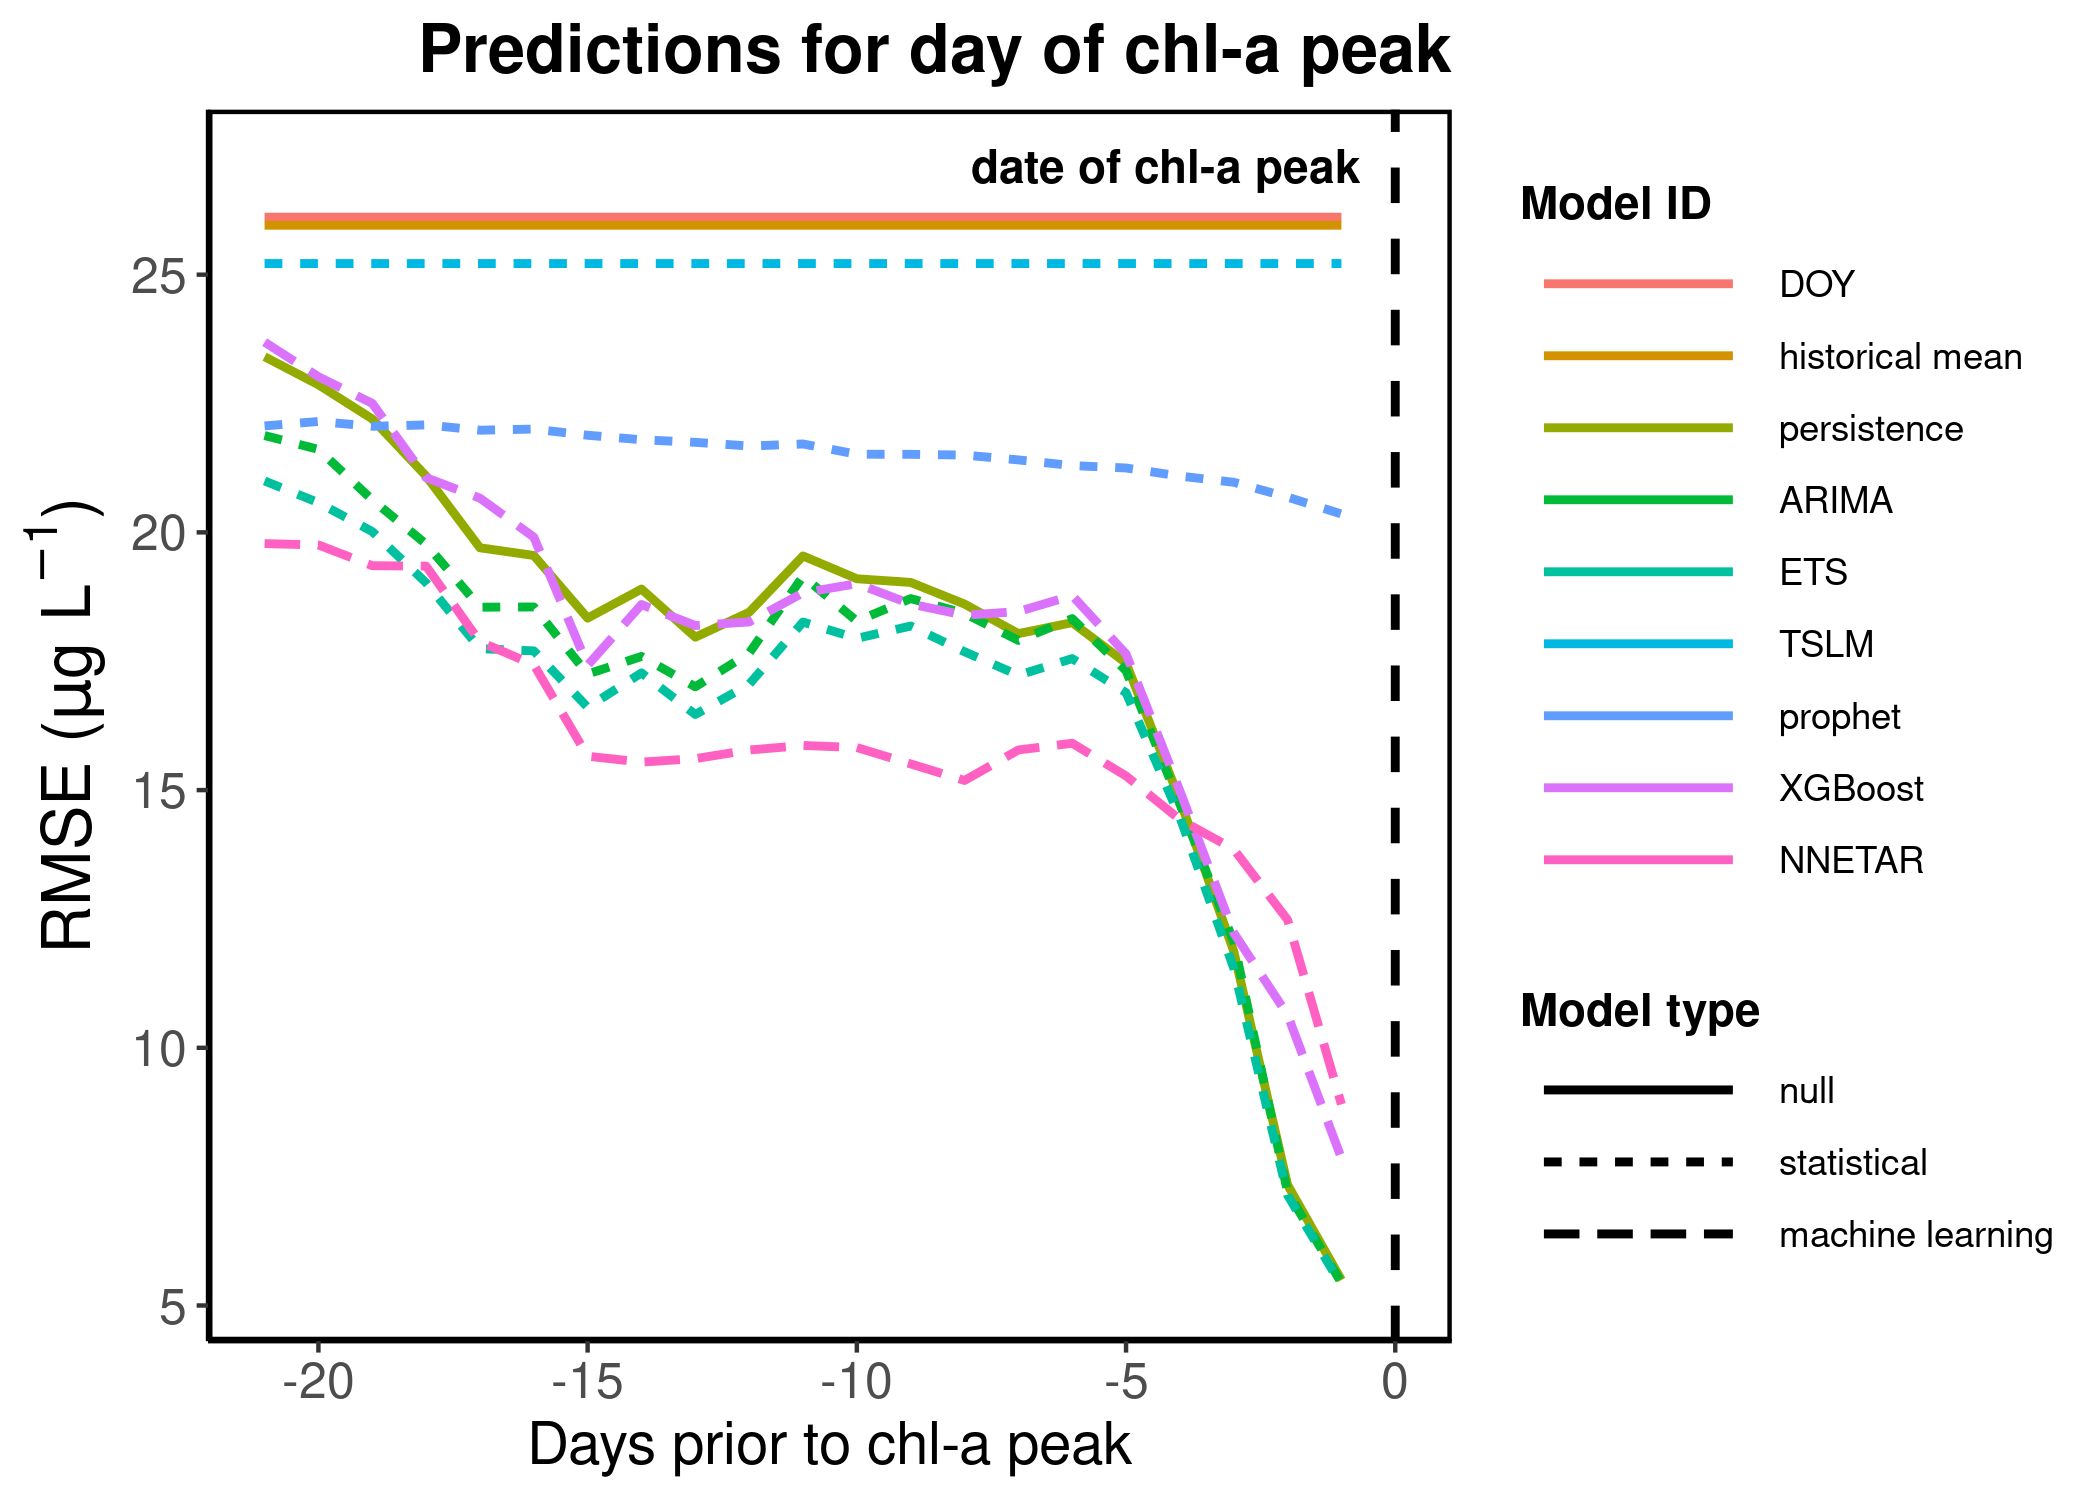 Predictions for day of chl-a peak
date of chl-a peak
RMSE (µg L⁻¹)
25
20
15
10
5
-20 -15 -10 -5 0
Days prior to chl-a peak
Model ID
DOY
historical mean
persistence
ARIMA
ETS
TSLM
prophet
XGBoost
NNETAR
Model type
null
statistical
machine learning